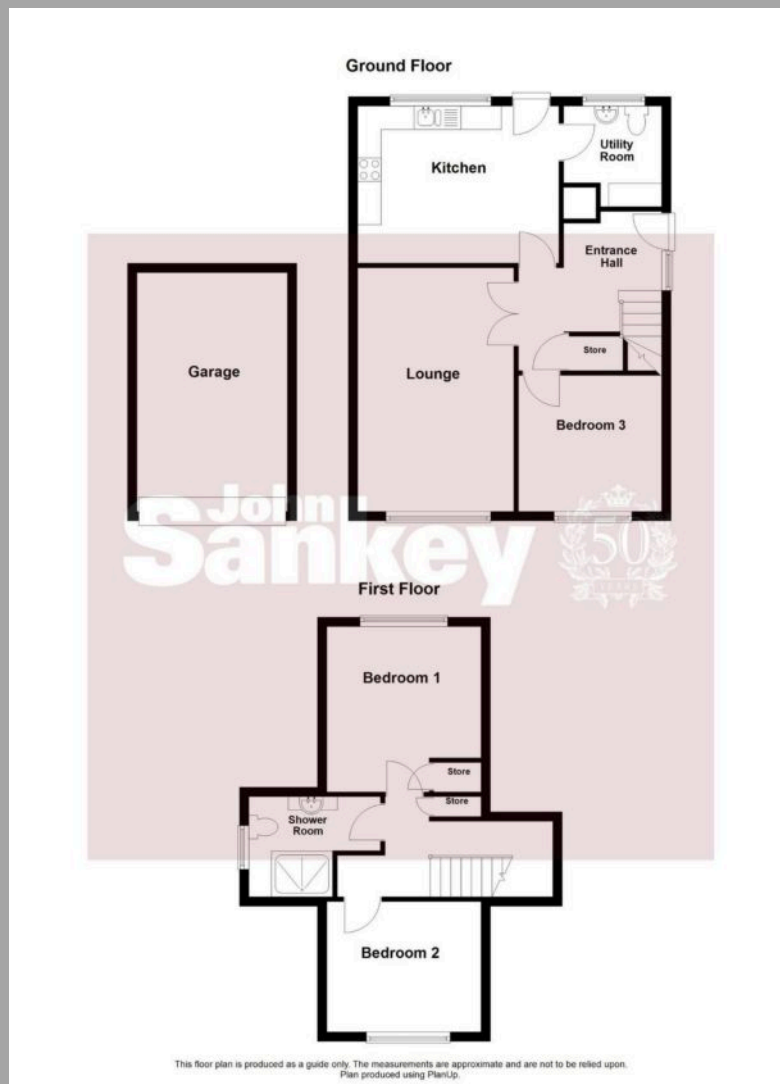 Ground Floor
Kitchen
Utility
Room
Entrance
Hall
Garage
Lounge
Store
Bedroom 3
John
Sankey
50
YEARS
First Floor
Bedroom 1
Store
Store
Shower
Room
Bedroom 2
This floor plan is produced as a guide only. The measurements are approximate and are not to be relied upon.
Plan produced using PlanUp.